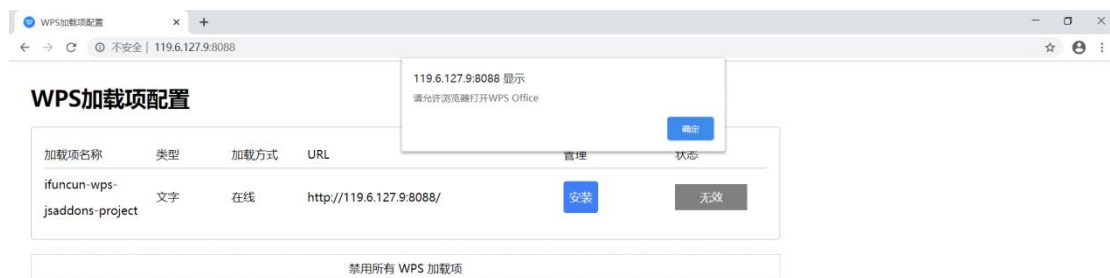 WPS加载项配置
不安全 | 119.6.127.9:8088
119.6.127.9:8088 显示
请允许浏览器打开WPS Office
确定
WPS加载项配置
加载项名称 类型 加载方式 URL 管理 状态
ifuncun-wps-
jsaddons-project 文字 在线 http://119.6.127.9:8088/ 安装 无效
禁用所有 WPS 加载项